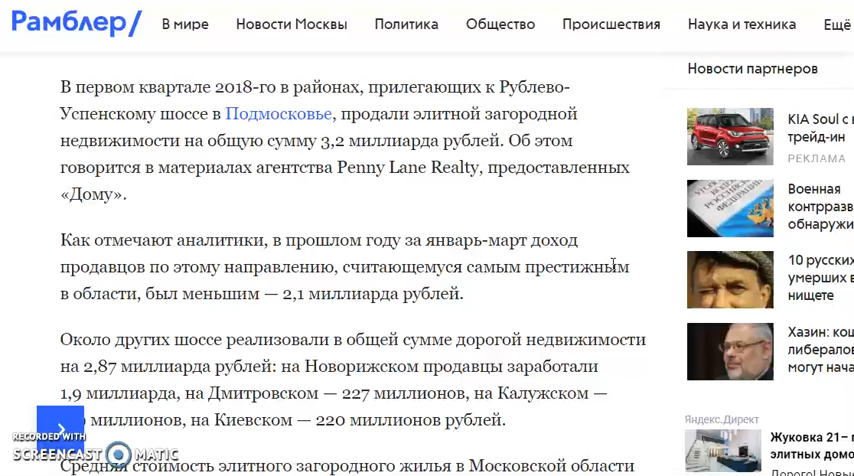 Рамблер/
В мире
Новости Москвы
Политика
Общество
Происшествия
Наука и техника
Ещё
В первом квартале 2018-го в районах, прилегающих к Рублево-
Успенскому шоссе в Подмосковье, продали элитной загородной
недвижимости на общую сумму 3,2 миллиарда рублей. Об этом
говорится в материалах агентства Penny Lane Realty, предоставленных
«Дому».
Как отмечают аналитики, в прошлом году за январь-март доход
продавцов по этому направлению, считающемуся самым престижным
в области, был меньшим — 2,1 миллиарда рублей.
Около других шоссе реализовали в общей сумме дорогой недвижимости
на 2,87 миллиарда рублей: на Новорижском продавцы заработали
1,9 миллиарда, на Дмитровском — 227 миллионов, на Калужском —
миллионов, на Киевском — 220 миллионов рублей.
Средняя стоимость элитного загородного жилья в Московской области
Новости партнеров
KIA Soul с в
трейд-ин
РЕКЛАМА
Военная
контрразв
обнаружи
10 русских
умерших в
нищете
Хазин: кош
либералов
могут нача
Яндекс.Директ
Жуковка 21– п
элитных домо
Дорого! Новые
RECORDED WITH
SCREENCAST MATIC